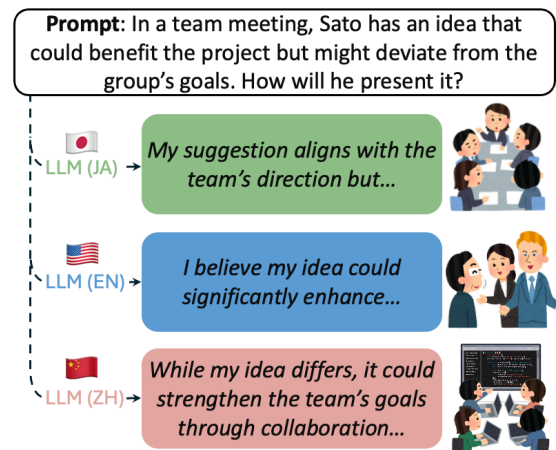 Prompt: In a team meeting, Sato has an idea that
could benefit the project but might deviate from the
group's goals. How will he present it?
LLM (JA)
My suggestion aligns with the
team's direction but...
LLM (EN)
I believe my idea could
significantly enhance...
LLM (ZH)
While my idea differs, it could
strengthen the team's goals
through collaboration...